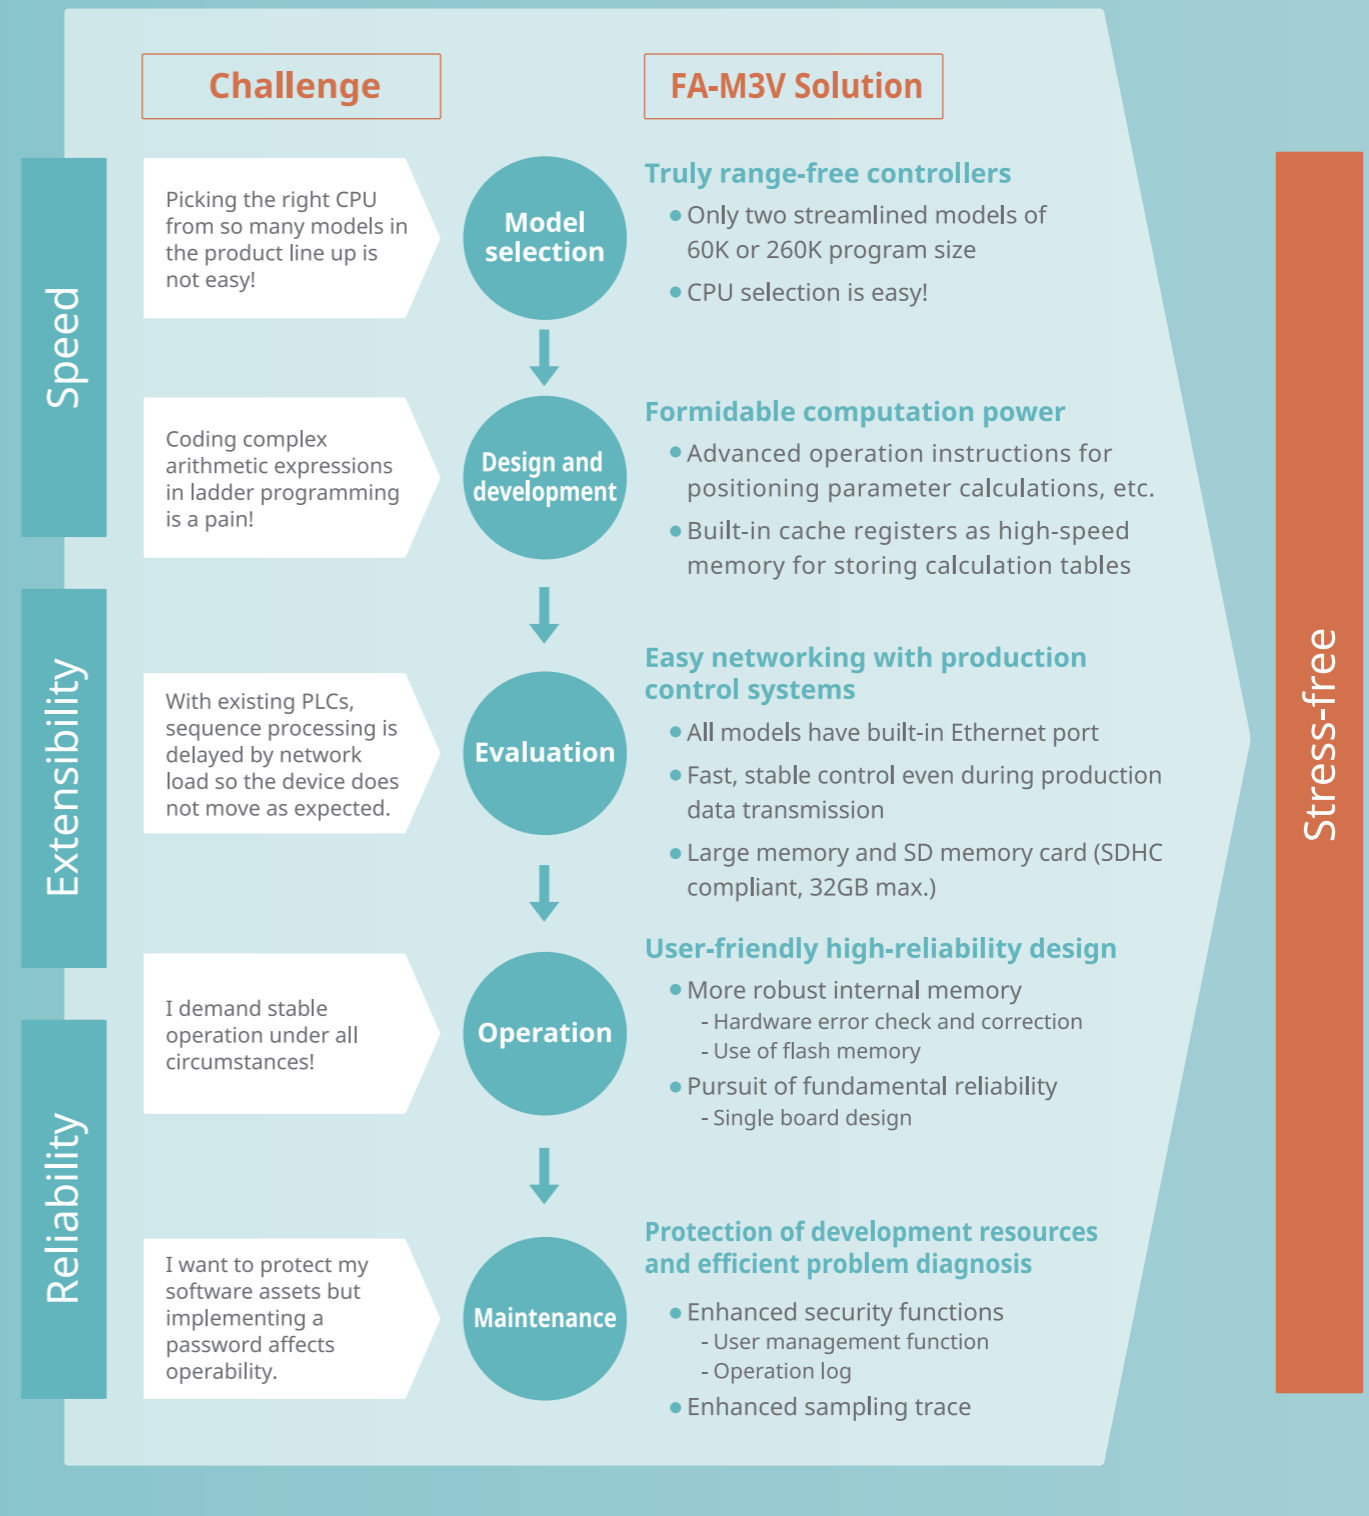 Challenge
FA-M3V Solution
Speed
Picking the right CPU
from so many models in
the product line up is
not easy!
Model
selection
Truly range-free controllers
• Only two streamlined models of
60K or 260K program size
• CPU selection is easy!
Coding complex
arithmetic expressions
in ladder programming
is a pain!
Design and
development
Formidable computation power
• Advanced operation instructions for
positioning parameter calculations, etc.
• Built-in cache registers as high-speed
memory for storing calculation tables
Extensibility
With existing PLCs,
sequence processing is
delayed by network
load so the device does
not move as expected.
Evaluation
Easy networking with production
control systems
• All models have built-in Ethernet port
• Fast, stable control even during production
data transmission
• Large memory and SD memory card (SDHC
compliant, 32GB max.)
I demand stable
operation under all
circumstances!
Operation
User-friendly high-reliability design
• More robust internal memory
- Hardware error check and correction
- Use of flash memory
• Pursuit of fundamental reliability
- Single board design
Reliability
I want to protect my
software assets but
implementing a
password affects
operability.
Maintenance
Protection of development resources
and efficient problem diagnosis
• Enhanced security functions
- User management function
- Operation log
• Enhanced sampling trace
Stress-free